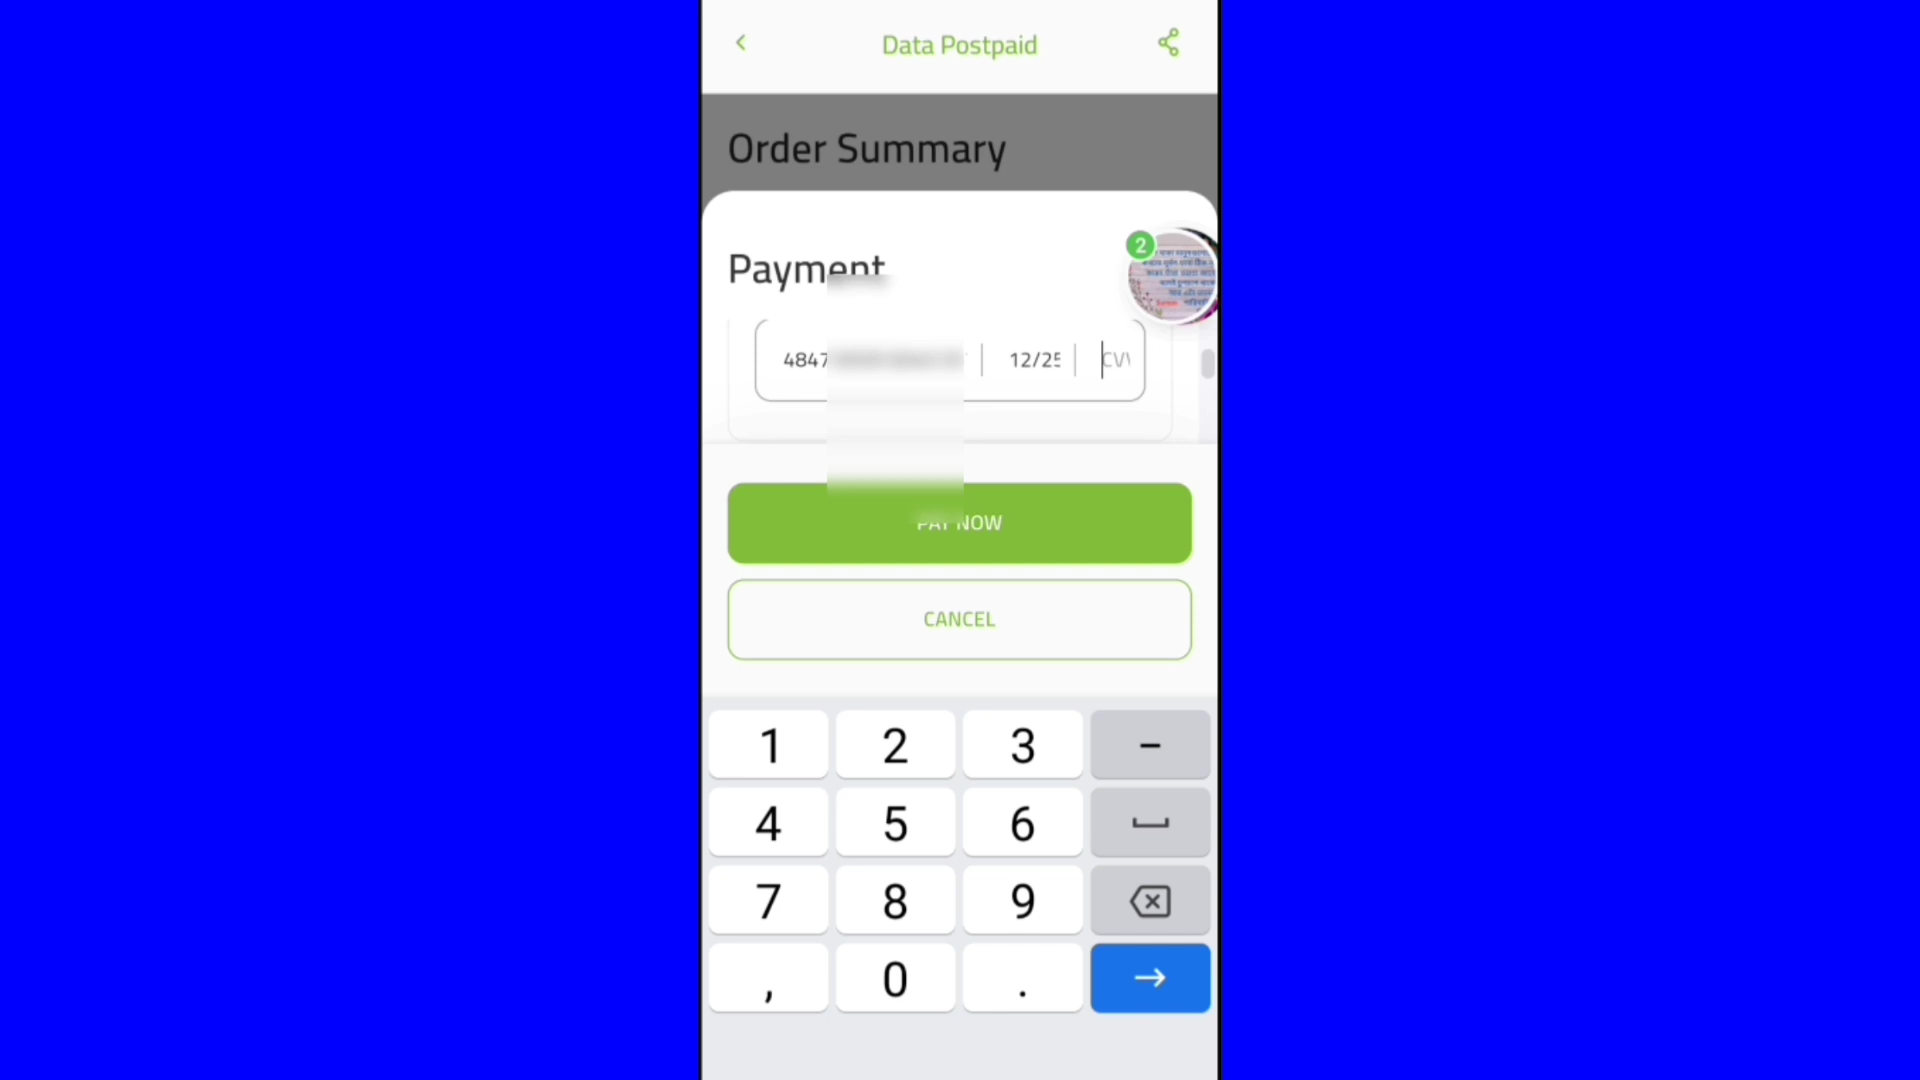 Data Postpaid
Order Summary
Payment
2
4847
12/25
CVV
PAY NOW
CANCEL
1 2 3 -
4 5 6
7 8 9
, 0 .